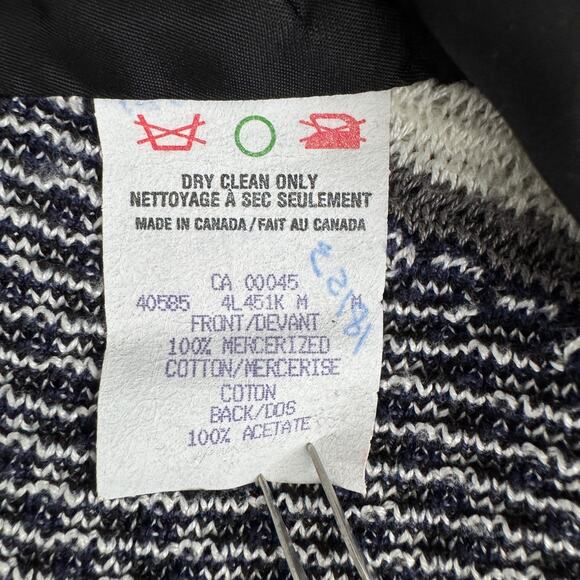 DRY CLEAN ONLY
NETTOYAGE À SEC SEULEMENT
MADE IN CANADA / FAIT AU CANADA
CA 00045
40585 4L451K M M
FRONT/DEVANT
100% MERCERIZED
COTTON/MERCERISE
COTON
BACK/DOS
100% ACETATE